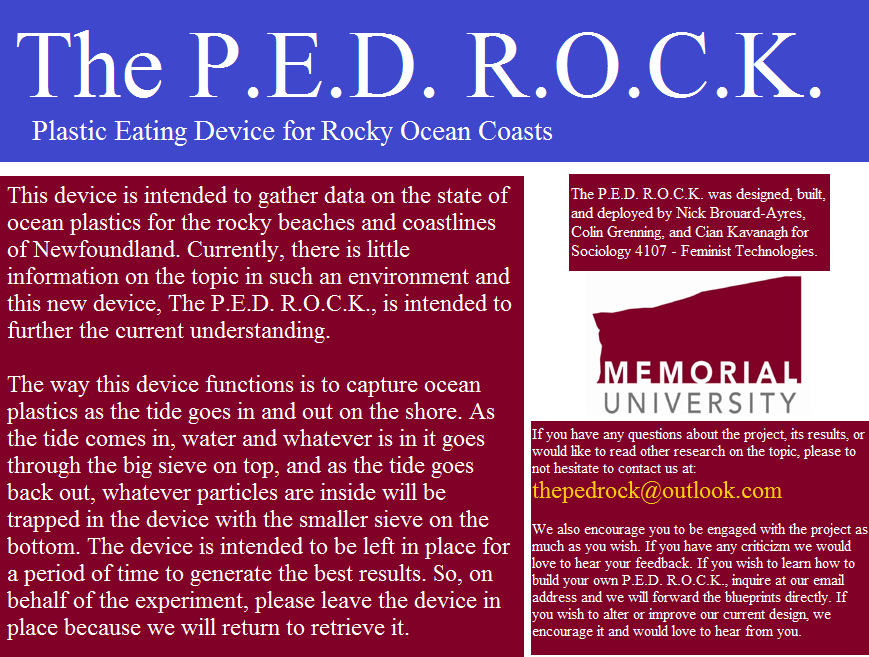 The P.E.D. R.O.C.K.
Plastic Eating Device for Rocky Ocean Coasts
This device is intended to gather data on the state of
ocean plastics for the rocky beaches and coastlines
of Newfoundland. Currently, there is little
information on the topic in such an environment and
this new device, The P.E.D. R.O.C.K., is intended to
further the current understanding.
The way this device functions is to capture ocean
plastics as the tide goes in and out on the shore. As
the tide comes in, water and whatever is in it goes
through the big sieve on top, and as the tide goes
back out, whatever particles are inside will be
trapped in the device with the smaller sieve on the
bottom. The device is intended to be left in place for
a period of time to generate the best results. So, on
behalf of the experiment, please leave the device in
place because we will return to retrieve it.
The P.E.D. R.O.C.K. was designed, built,
and deployed by Nick Brouard-Ayres,
Colin Grenning, and Cian Kavanagh for
Sociology 4107 - Feminist Technologies.
MEMORIAL
UNIVERSITY
If you have any questions about the project, its results, or
would like to read other research on the topic, please to
not hesitate to contact us at:
thepedrock@outlook.com
We also encourage you to be engaged with the project as
much as you wish. If you have any criticizm we would
love to hear your feedback. If you wish to learn how to
build your own P.E.D. R.O.C.K., inquire at our email
address and we will forward the blueprints directly. If
you wish to alter or improve our current design, we
encourage it and would love to hear from you.